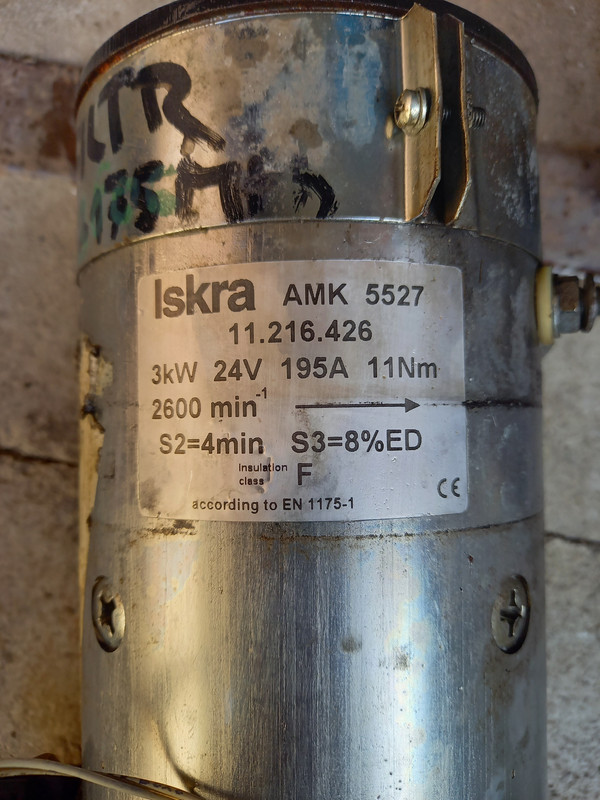 175
Iskra AMK 5527
11.216.426
3kW 24V 195A 11Nm
2600 min-1
S2=4min S3=8%ED
Insulation
class F
according to EN 1175-1 CE